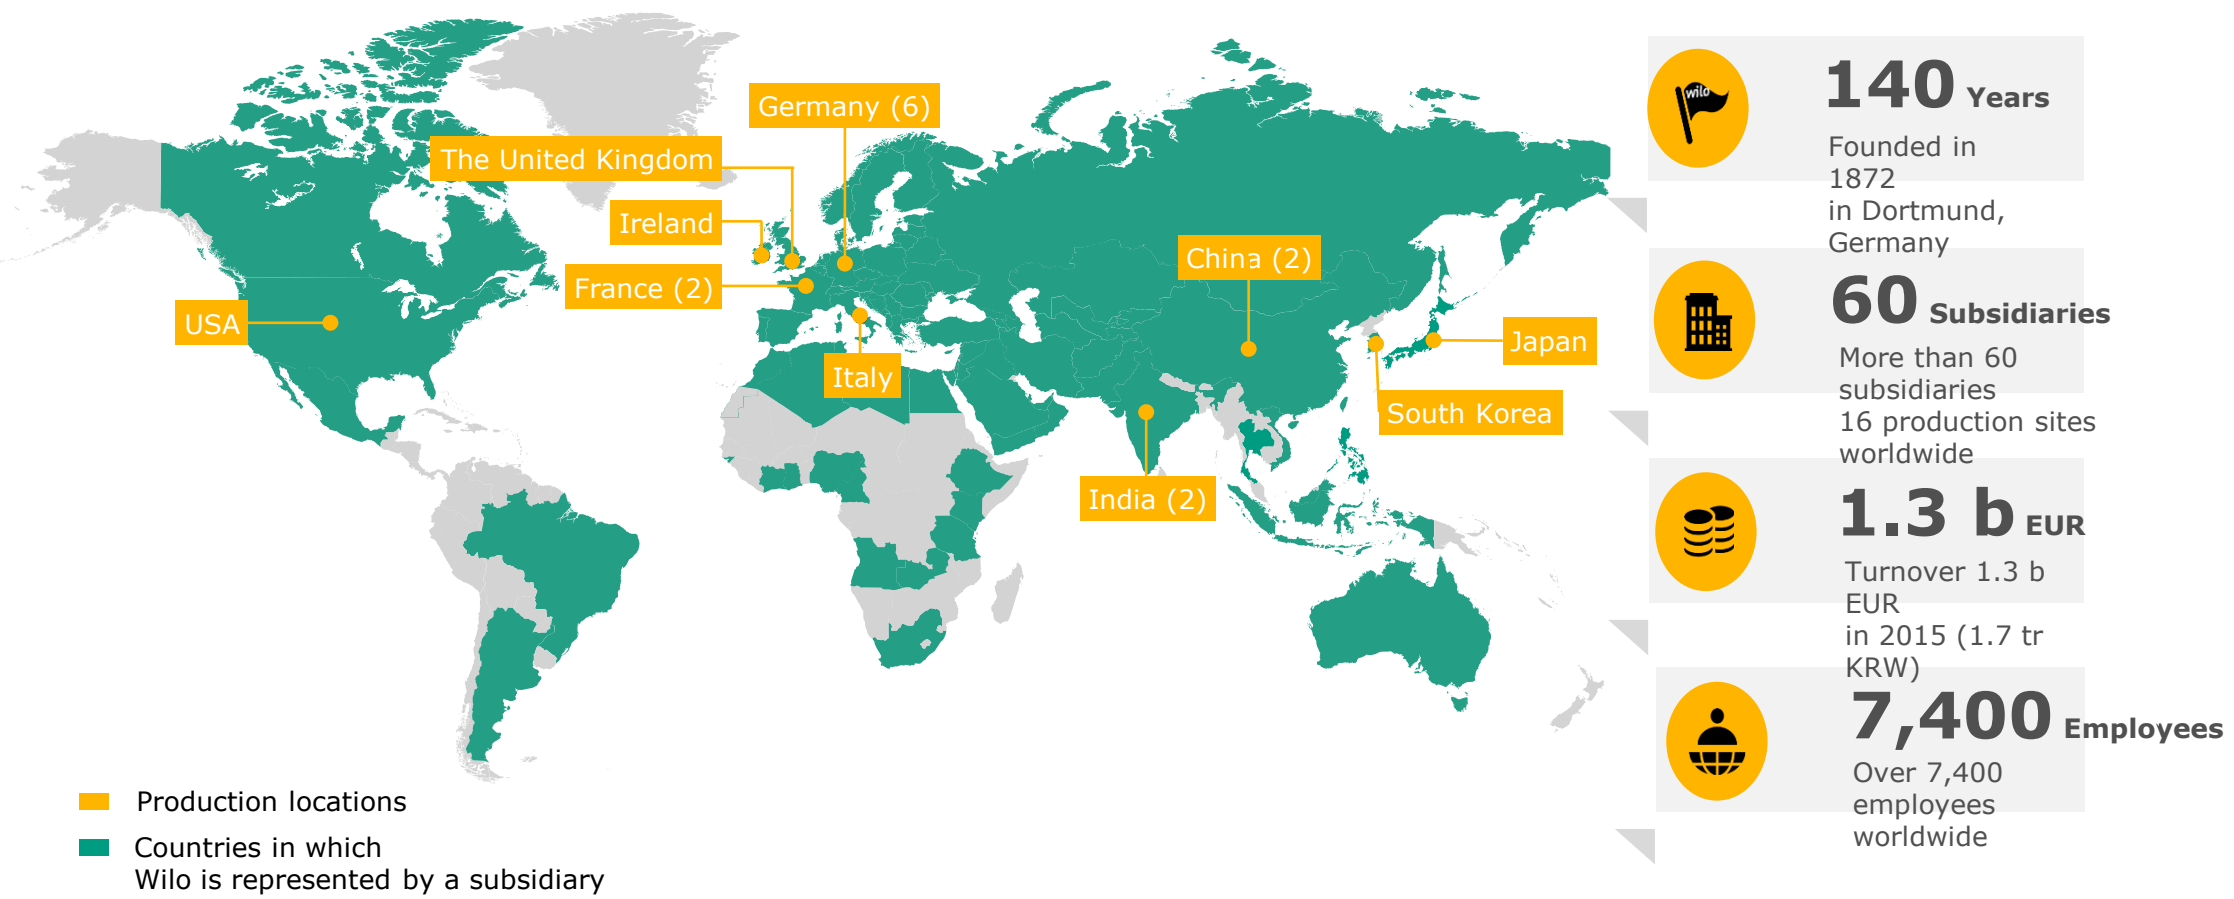 Germany (6)
The United Kingdom
Ireland
France (2)
USA
Italy
China (2)
Japan
South Korea
India (2)
Production locations
Countries in which
Wilo is represented by a subsidiary
wilo
140 Years
Founded in
1872
in Dortmund,
Germany
60 Subsidiaries
More than 60
subsidiaries
16 production sites
worldwide
1.3 b EUR
Turnover 1.3 b
EUR
in 2015 (1.7 tr
KRW)
7,400 Employees
Over 7,400
employees
worldwide